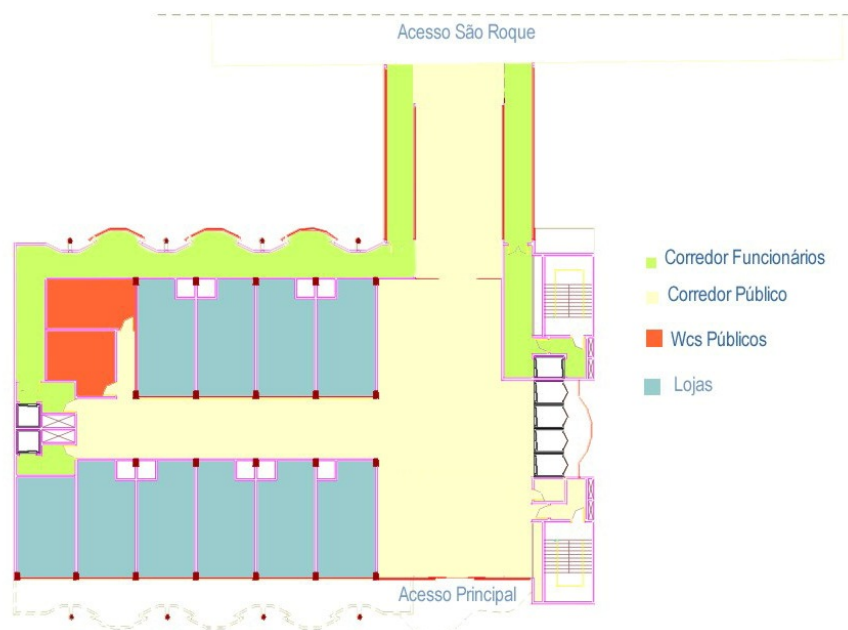 Acesso São Roque
Corredor Funcionários
Corredor Público
Wcs Públicos
Lojas
Acesso Principal